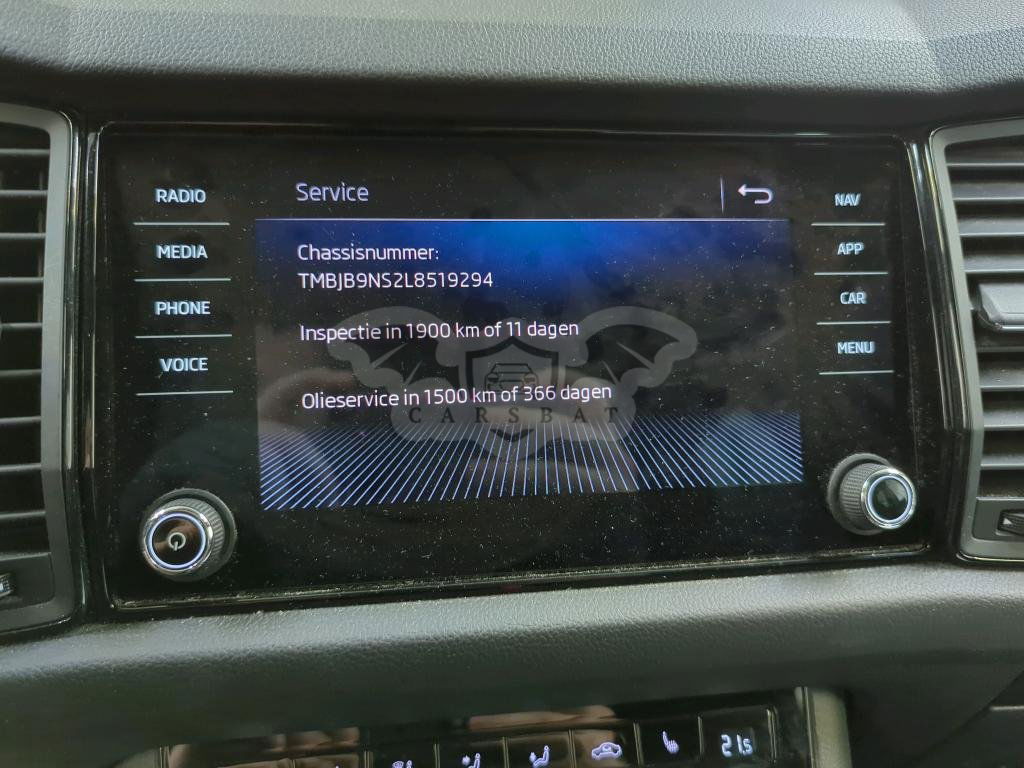 Service
RADIO
MEDIA
PHONE
VOICE
Chassisnummer:
TMBJB9NS2L8519294
Inspectie in 1900 km of 11 dagen
Olieservice in 1500 km of 366 dagen
CARSBAT
NAV
APP
CAR
MENU
21.5